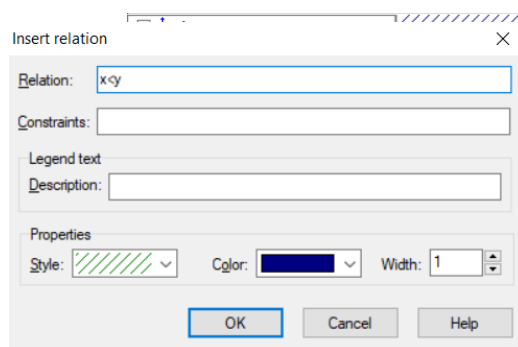 Insert relation
Relation: x<y
Constraints:
Legend text
Description:
Properties
Style: Color: Width: 1
OK Cancel Help